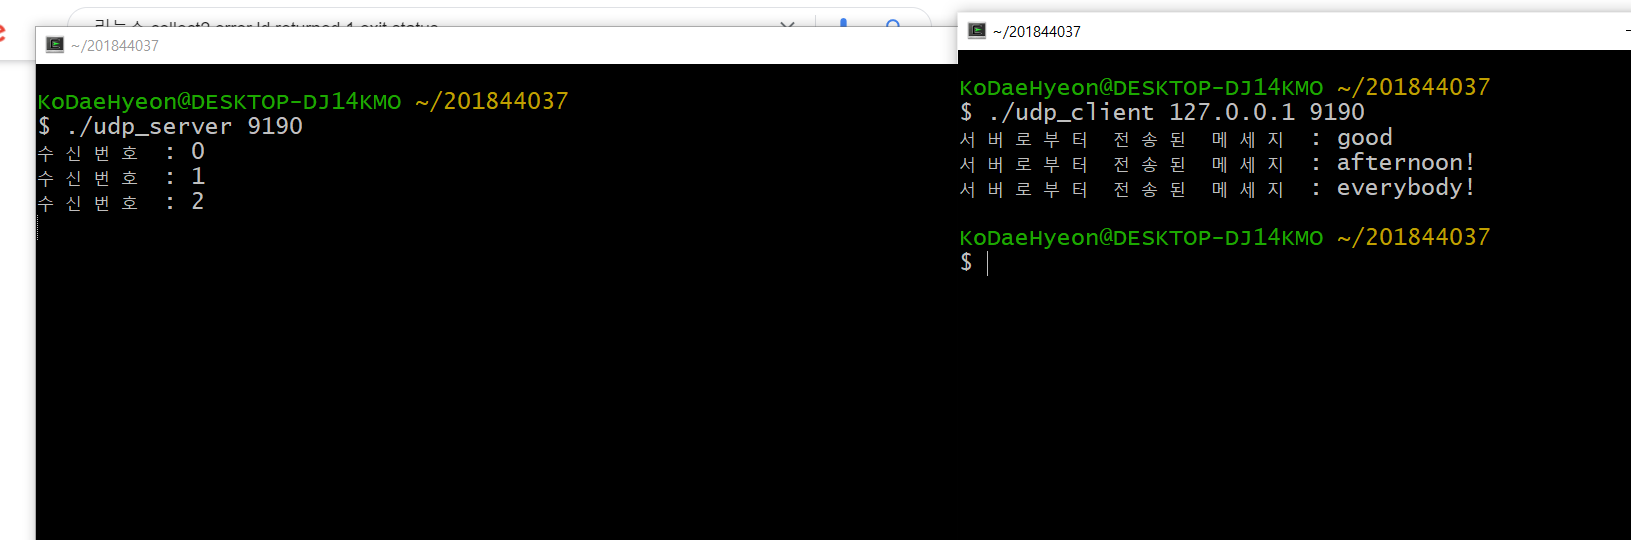 collect2 error ld returned 1 exit status
~/201844037
KoDaeHyeon@DESKTOP-DJ14KMO ~/201844037
$ ./udp_server 9190
수신번호 : 0
수신번호 : 1
수신번호 : 2
~/201844037
KoDaeHyeon@DESKTOP-DJ14KMO ~/201844037
$ ./udp_client 127.0.0.1 9190
서버로부터 전송된 메세지 : good
서버로부터 전송된 메세지 : afternoon!
서버로부터 전송된 메세지 : everybody!
KoDaeHyeon@DESKTOP-DJ14KMO ~/201844037
$